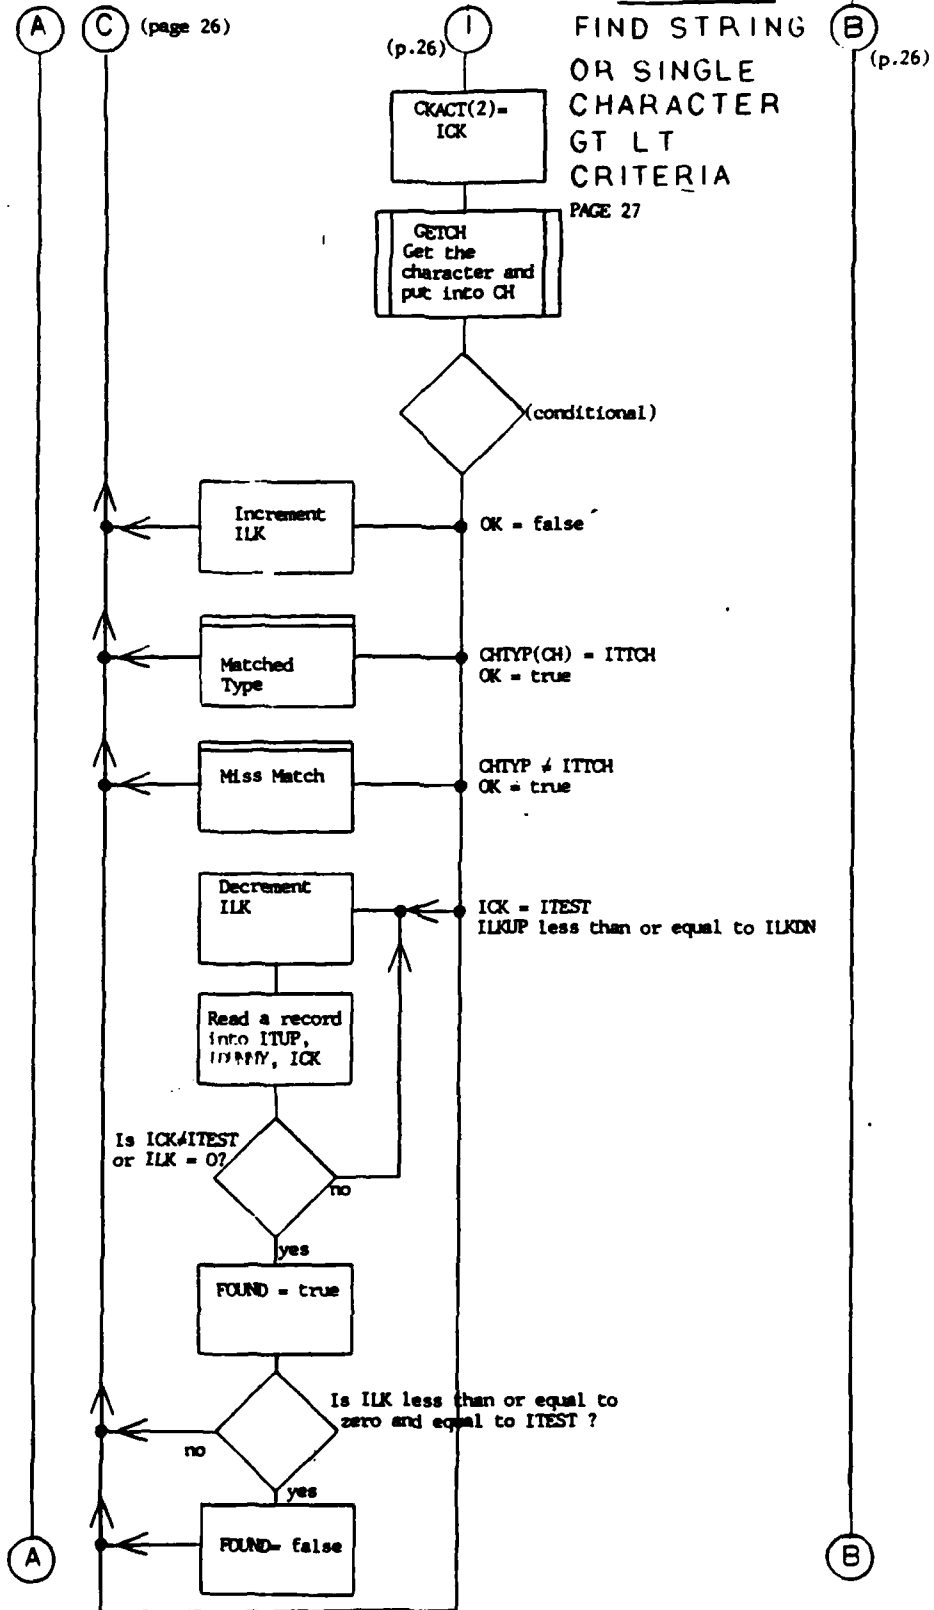 A
C
(page 26)
(p.26)
I
FIND STRING
OR SINGLE
CHARACTER
GT LT
CRITERIA
PAGE 27
B
(p.26)
CKACT(2)=
ICK
GETCH
Get the
character and
put into CH
(conditional)
Increment
ILK
OK = false
Matched
Type
CHTYP(CH) = ITTCH
OK = true
Miss Match
CHTYP ≠ ITTCH
OK = true
Decrement
ILK
ICK = ITEST
ILKUP less than or equal to ILKDN
Read a record
into ITUP,
ICK
Is ICK≠ITEST
or ILK = 0?
no
yes
FOUND = true
Is ILK less than or equal to
zero and equal to ITEST ?
no
yes
FOUND= false
A
B